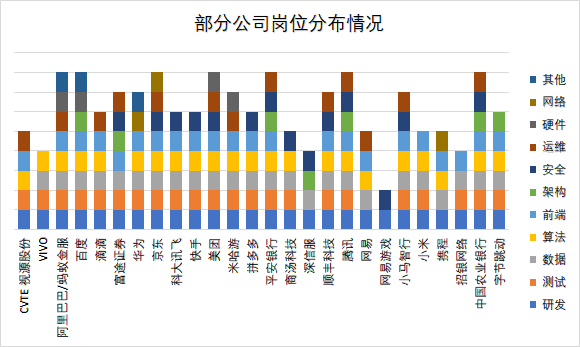 部分公司岗位分布情况
其他
网络
硬件
运维
安全
架构
前端
算法
数据
测试
研发
CVTE 视源股份
VIVO
阿里巴巴/蚂蚁金服
百度
滴滴
富途证券
华为
京东
科大讯飞
快手
美团
米哈游
拼多多
平安银行
商汤科技
深信服
顺丰科技
腾讯
网易
网易游戏
小马智行
小米
携程
招银网络
中国农业银行
字节跳动